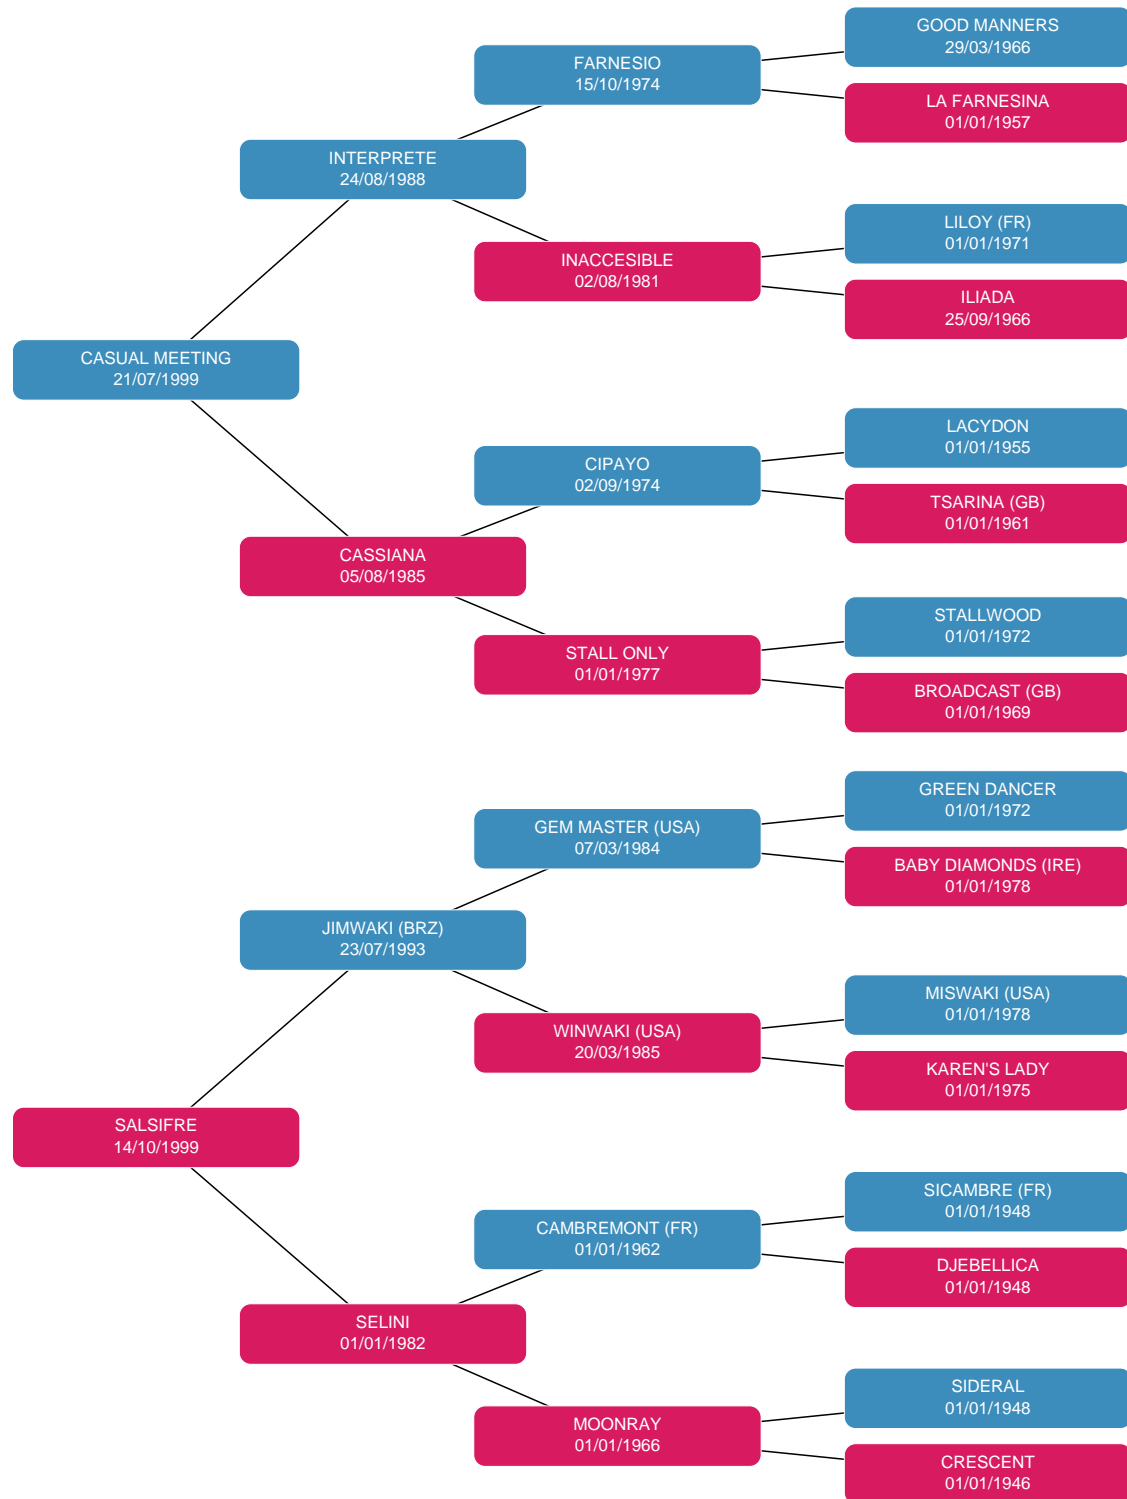 GOOD MANNERS
29/03/1966
FARNESIO
15/10/1974
LA FARNESINA
01/01/1957
INTERPRETE
24/08/1988
LILOY (FR)
01/01/1971
INACCESIBLE
02/08/1981
ILIADA
25/09/1966
CASUAL MEETING
21/07/1999
LACYDON
01/01/1955
CIPAYO
02/09/1974
TSARINA (GB)
01/01/1961
CASSIANA
05/08/1985
STALLWOOD
01/01/1972
STALL ONLY
01/01/1977
BROADCAST (GB)
01/01/1969
GREEN DANCER
01/01/1972
GEM MASTER (USA)
07/03/1984
BABY DIAMONDS (IRE)
01/01/1978
JIMWAKI (BRZ)
23/07/1993
MISWAKI (USA)
01/01/1978
WINWAKI (USA)
20/03/1985
KAREN'S LADY
01/01/1975
SALSIFRE
14/10/1999
SICAMBRE (FR)
01/01/1948
CAMBREMONT (FR)
01/01/1962
DJEBELLICA
01/01/1948
SELINI
01/01/1982
SIDERAL
01/01/1948
MOONRAY
01/01/1966
CRESCENT
01/01/1946